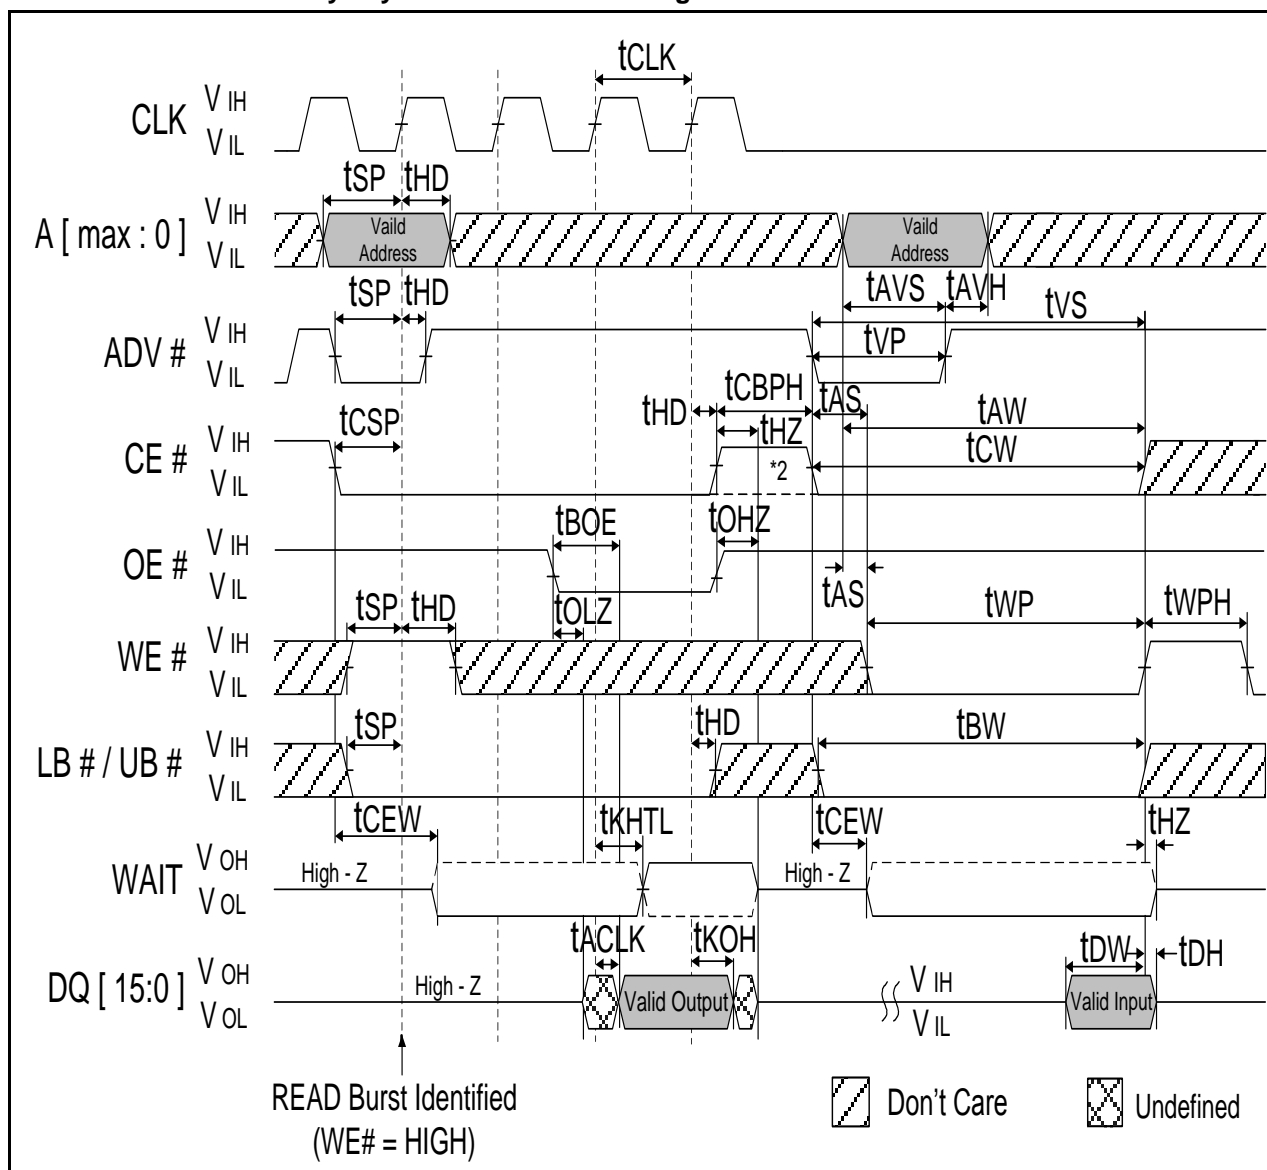 tCLK
CLK
V IH
V IL
tSP
tHD
A [ max : 0 ]
V IH
V IL
Vaild
Address
Vaild
Address
tSP
tHD
tAVS
tAVH
tVS
ADV #
V IH
V IL
tVP
tCSP
tHD
tCBPH
tAS
tHZ
tAW
CE #
V IH
V IL
*2
tCW
tBOE
tOHZ
OE #
V IH
V IL
tAS
tSP
tHD
tOLZ
tWP
tWPH
WE #
V IH
V IL
tSP
tHD
tBW
LB # / UB #
V IH
V IL
tCEW
tKHTL
tCEW
tHZ
WAIT
V OH
V OL
High - Z
High - Z
tACLK
tKOH
tDW
tDH
DQ [ 15:0 ]
V OH
V OL
High - Z
Valid Output
V IH
V IL
Valid Input
READ Burst Identified
(WE# = HIGH)
Don't Care
Undefined